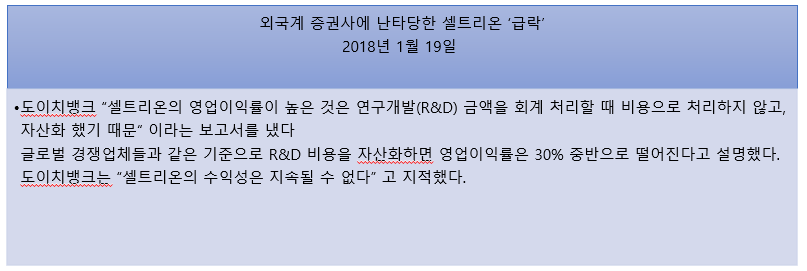 외국계 증권사에 난타당한 셀트리온 ‘급락’
2018년 1월 19일
•도이치뱅크 “셀트리온의 영업이익률이 높은 것은 연구개발(R&D) 금액을 회계 처리할 때 비용으로 처리하지 않고,
자산화 했기 때문” 이라는 보고서를 냈다
글로벌 경쟁업체들과 같은 기준으로 R&D 비용을 자산화하면 영업이익률은 30% 중반으로 떨어진다고 설명했다.
도이치뱅크는 “셀트리온의 수익성은 지속될 수 없다” 고 지적했다.